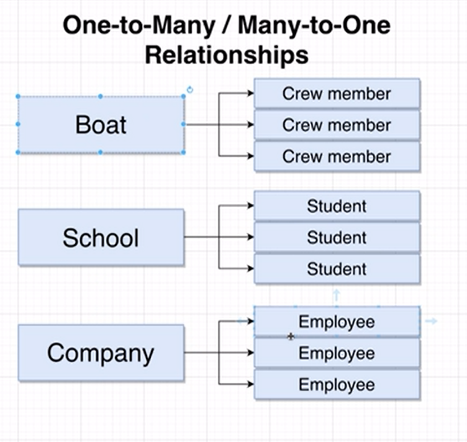 One-to-Many / Many-to-One
Relationships
Boat
Crew member
Crew member
Crew member
School
Student
Student
Student
Company
Employee
Employee
Employee